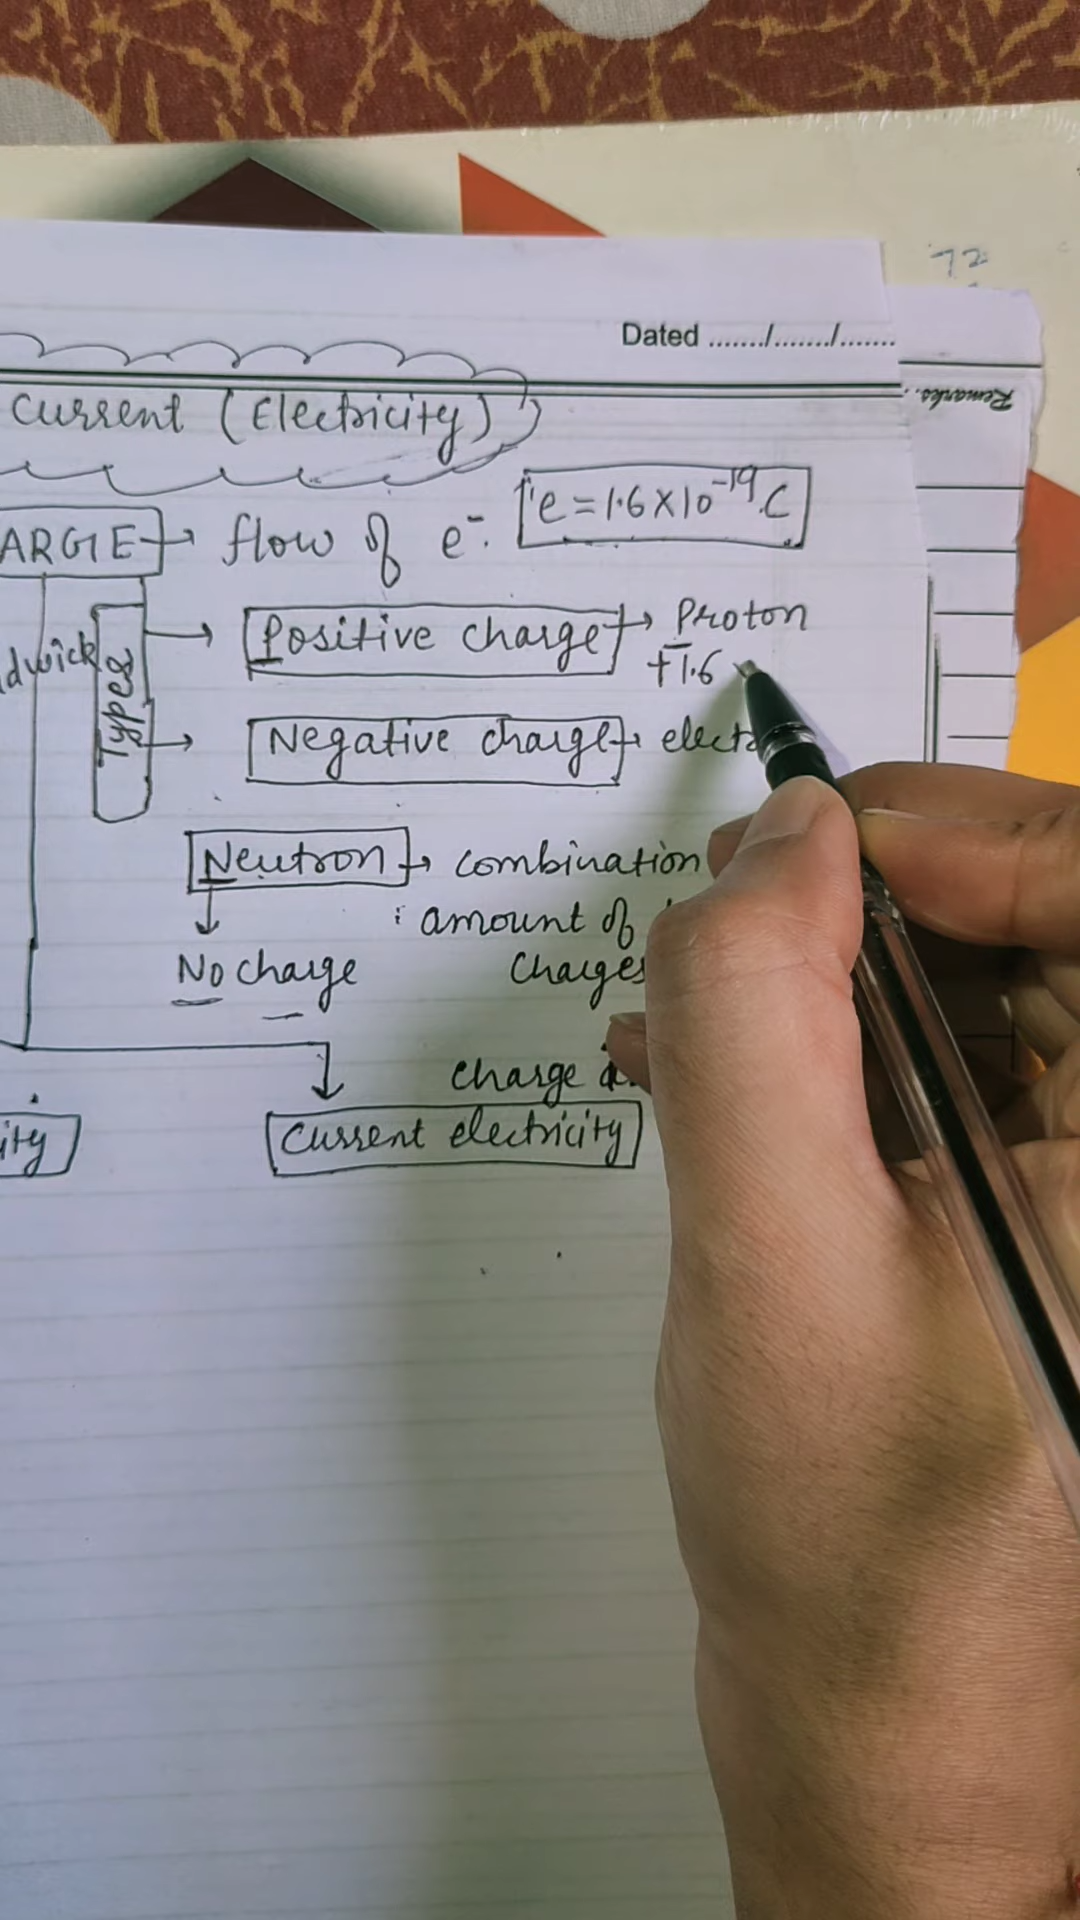 72
Dated ......./......./.......
Remarks..
Current (Electricity)
ARGE → flow of e⁻. e = 1.6×10⁻¹⁹ C
Types
Positive charge → Proton
+1.6
dwick
Negative charge → elect
Neutron → combination
amount of
No charge Charges
charge
ity
Current electricity